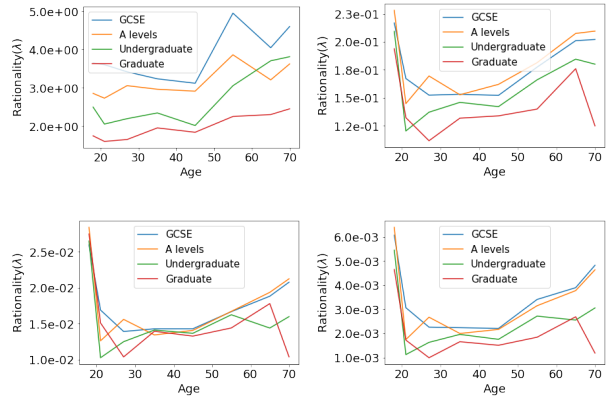 5.0e+00
4.0e+00
3.0e+00
2.0e+00
Rationality(λ)
GCSE
A levels
Undergraduate
Graduate
20 30 40 50 60 70
Age
2.3e-01
2.0e-01
1.8e-01
1.5e-01
1.2e-01
Rationality(λ)
GCSE
A levels
Undergraduate
Graduate
20 30 40 50 60 70
Age
2.5e-02
2.0e-02
1.5e-02
1.0e-02
Rationality(λ)
GCSE
A levels
Undergraduate
Graduate
20 30 40 50 60 70
Age
6.0e-03
5.0e-03
4.0e-03
3.0e-03
2.0e-03
1.0e-03
Rationality(λ)
GCSE
A levels
Undergraduate
Graduate
20 30 40 50 60 70
Age